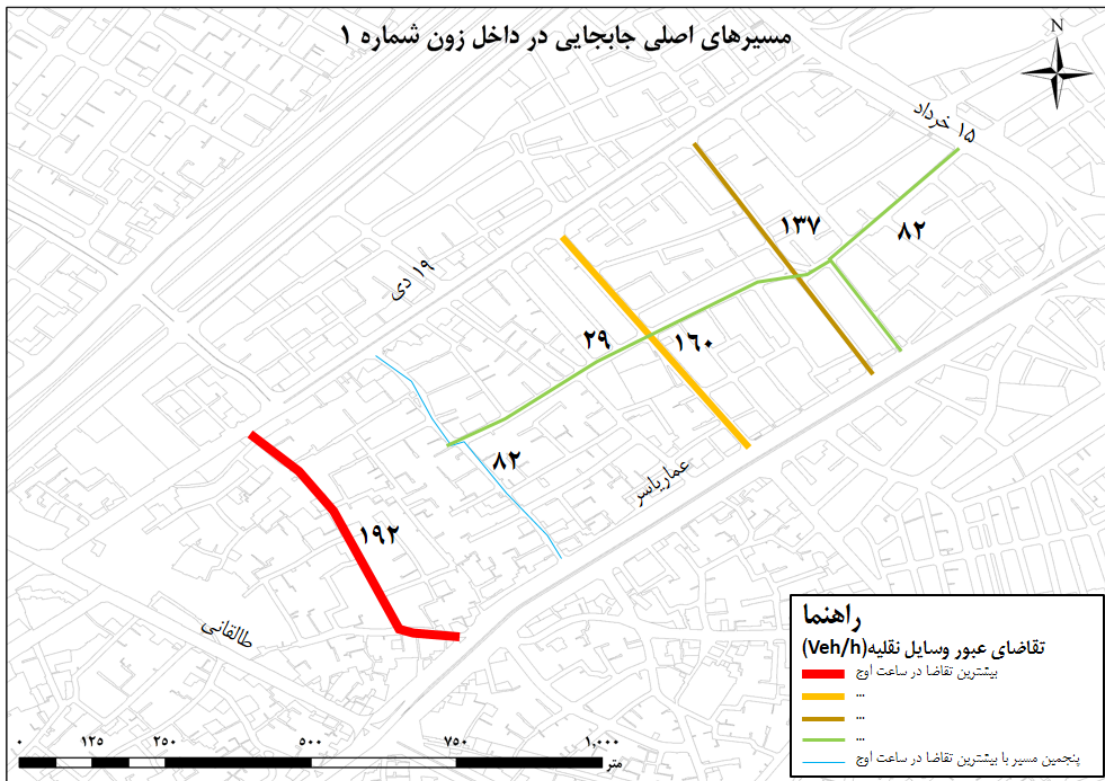 مسیرهای اصلی جابجایی در داخل زون شماره ۱
N
۱۵ خرداد
۱۳۷
۸۲
۱۹ دی
۲۹
۱۶۰
۸۲
عماریاسر
۱۹۲
طالقانی
راهنما
تقاضای عبور وسایل نقلیه(Veh/h)
بیشترین تقاضا در ساعت اوج
...
...
...
پنجمین مسیر با بیشترین تقاضا در ساعت اوج
۰ ۱۲۵ ۲۵۰ ۵۰۰ ۷۵۰ ۱,۰۰۰
متر